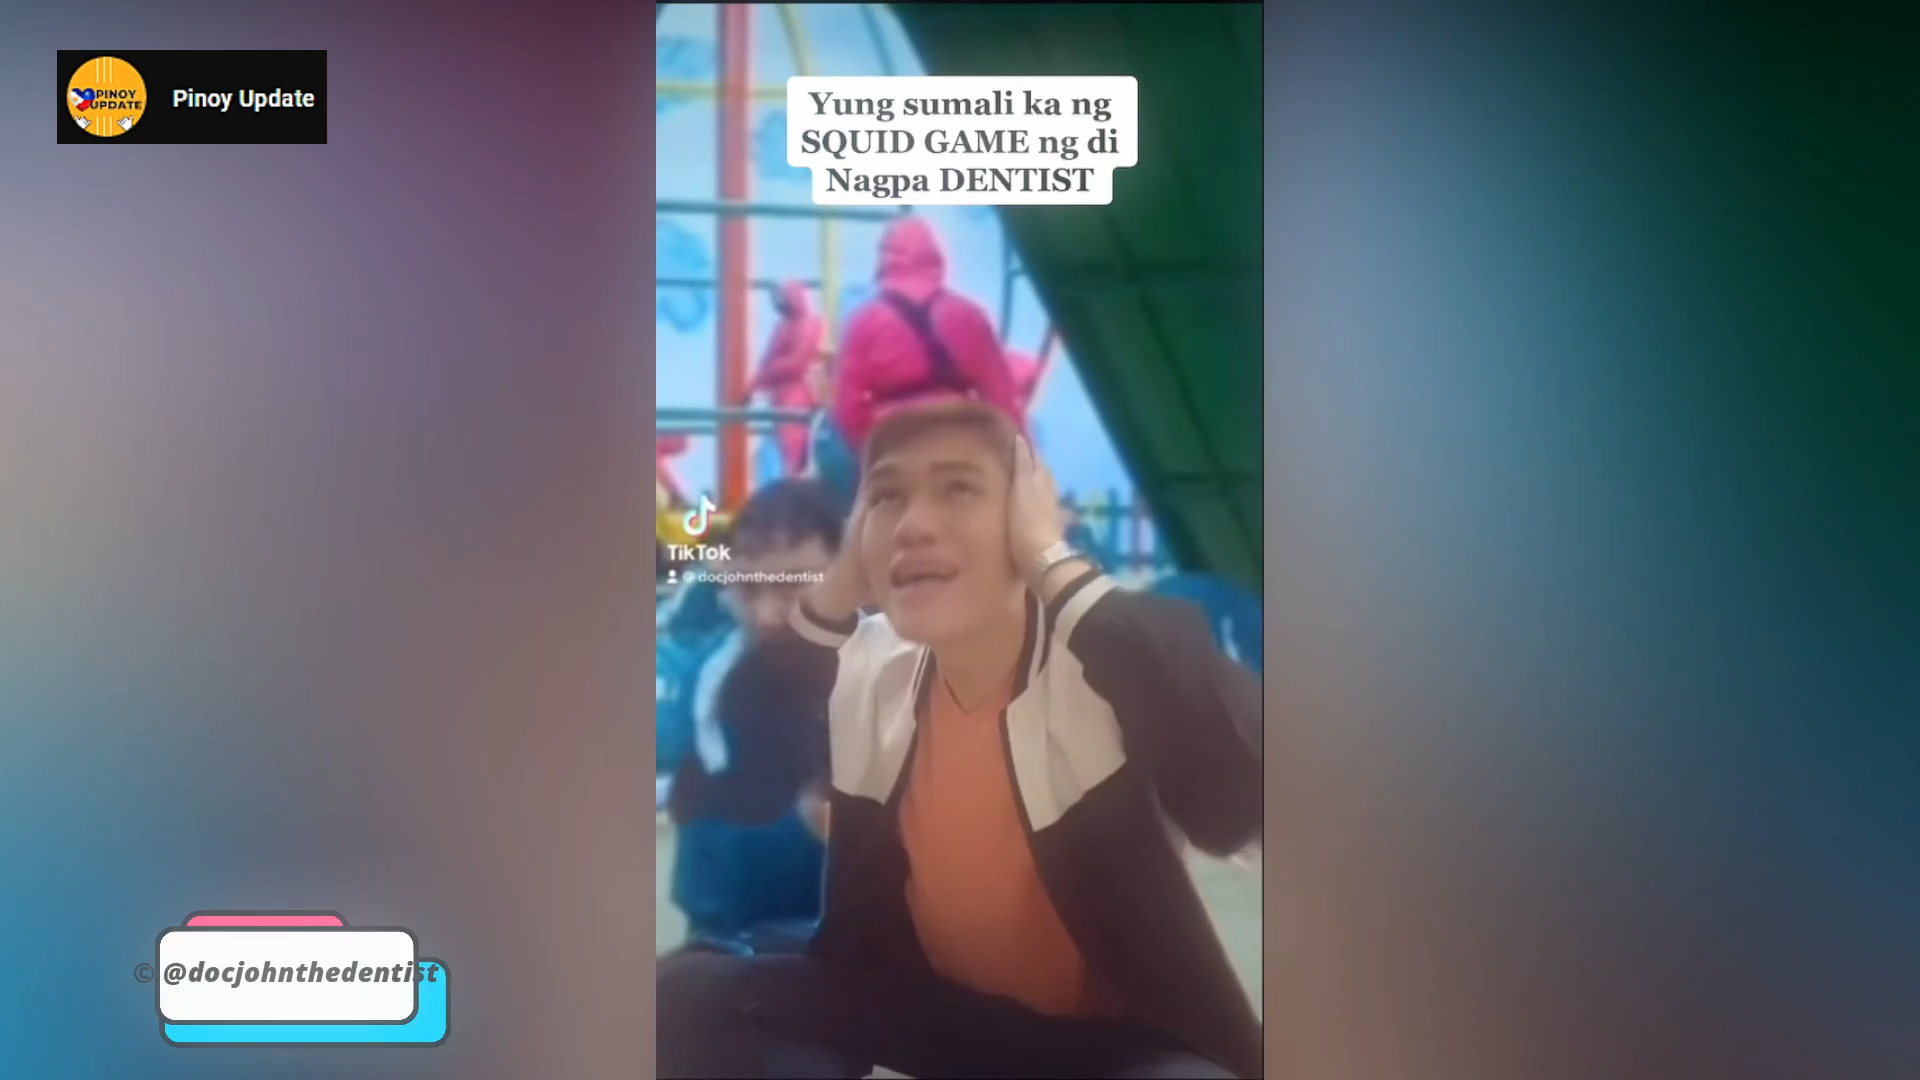 PINOY
UPDATE
Pinoy Update
Yung sumali ka ng
SQUID GAME ng di
Nagpa DENTIST
TikTok
@docjohnthedentist
© @docjohnthedentist